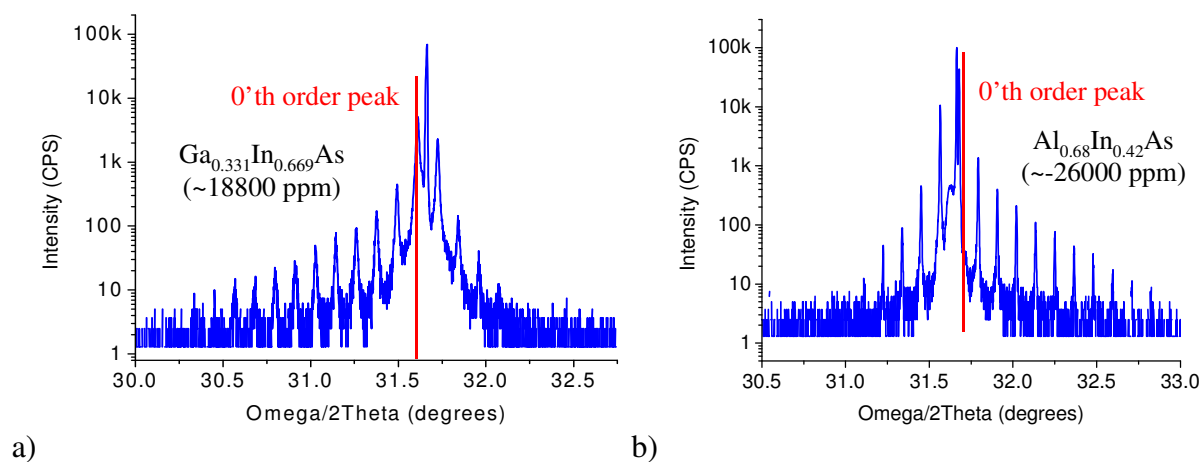 100k
10k
1k
100
10
1
Intensity (CPS)
0'th order peak
Ga0.331In0.669As
(~18800 ppm)
30.0 30.5 31.0 31.5 32.0 32.5
Omega/2Theta (degrees)
a)
100k
10k
1k
100
10
1
Intensity (CPS)
0'th order peak
Al0.68In0.42As
(~-26000 ppm)
30.5 31.0 31.5 32.0 32.5 33.0
Omega/2Theta (degrees)
b)